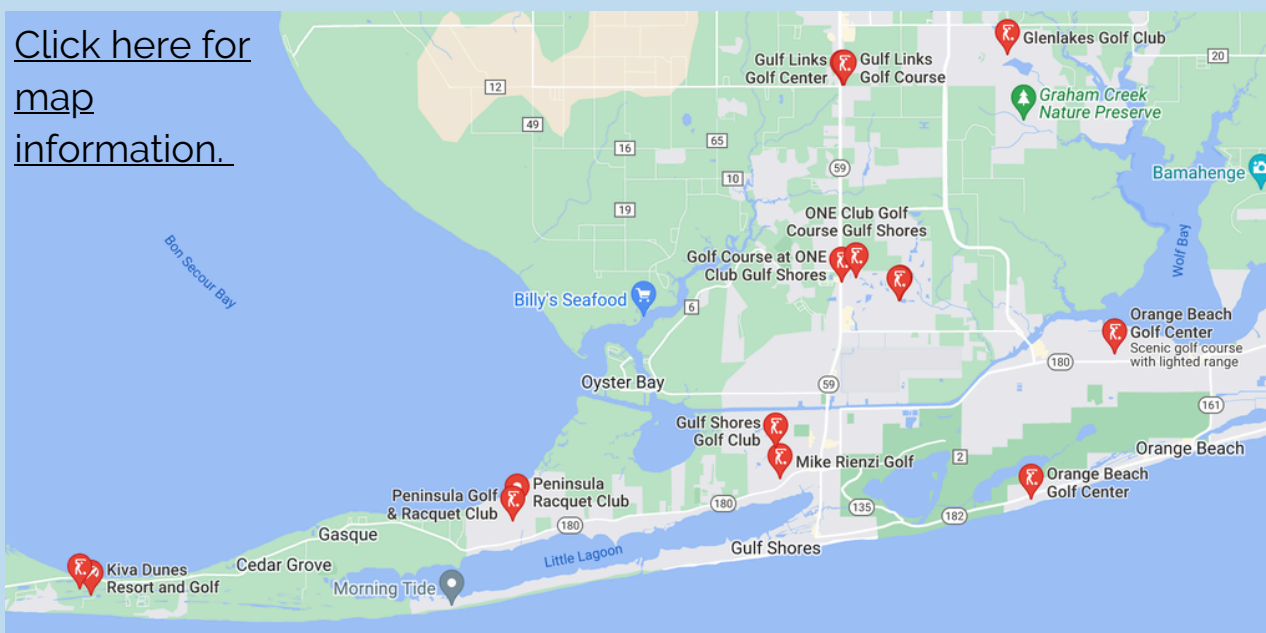 Click here for
map
information.
Glenlakes Golf Club
Gulf Links
Golf Center
Gulf Links
Golf Course
20
12
Graham Creek
Nature Preserve
49
65
16
59
10
Bamahenge
19
ONE Club Golf
Course Gulf Shores
Wolf Bay
Bon Secour Bay
Golf Course at ONE
Club Gulf Shores
Billy's Seafood
6
Orange Beach
Golf Center
Scenic golf course
with lighted range
180
Oyster Bay
59
161
Gulf Shores
Golf Club
Orange Beach
2
Mike Rienzi Golf
Orange Beach
Golf Center
Peninsula
Racquet Club
Peninsula Golf
& Racquet Club
180
135
182
180
Gasque
Gulf Shores
Little Lagoon
Cedar Grove
Kiva Dunes
Resort and Golf
Morning Tide